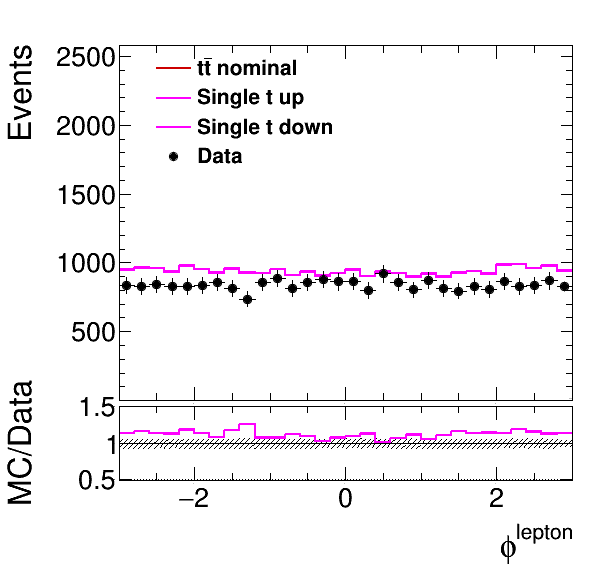 Events
2500
2000
1500
1000
500
tt̄ nominal
Single t up
Single t down
Data
MC/Data
1.5
1
0.5
−2
0
2
ϕ^lepton